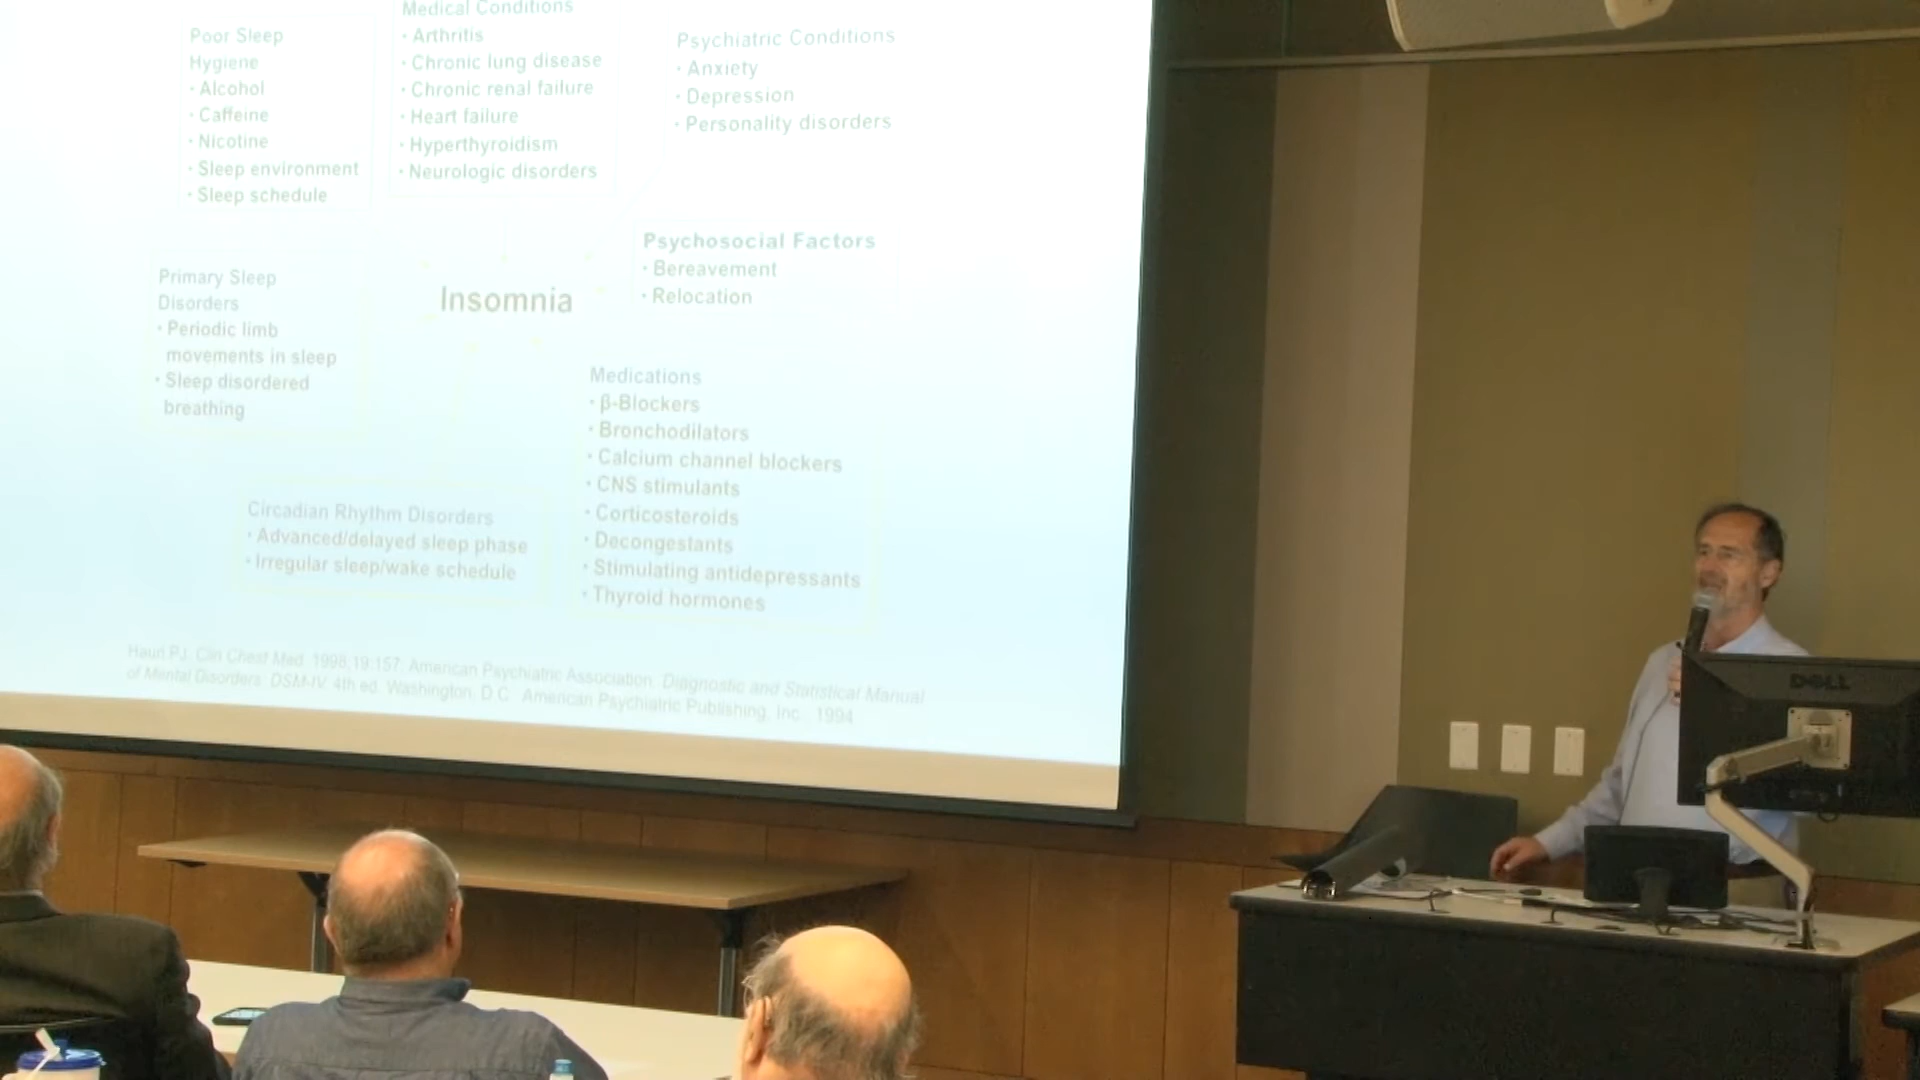 Poor Sleep
Hygiene
· Alcohol
· Caffeine
· Nicotine
· Sleep environment
· Sleep schedule
Medical Conditions
· Arthritis
· Chronic lung disease
· Chronic renal failure
· Heart failure
· Hyperthyroidism
· Neurologic disorders
Psychiatric Conditions
· Anxiety
· Depression
· Personality disorders
Psychosocial Factors
· Bereavement
· Relocation
Primary Sleep
Disorders
· Periodic limb
movements in sleep
· Sleep disordered
breathing
Insomnia
Medications
· β-Blockers
· Bronchodilators
· Calcium channel blockers
· CNS stimulants
· Corticosteroids
· Decongestants
· Stimulating antidepressants
· Thyroid hormones
Circadian Rhythm Disorders
· Advanced/delayed sleep phase
· Irregular sleep/wake schedule
Hauri PJ. Clin Chest Med. 1998;19:157; American Psychiatric Association. Diagnostic and Statistical Manual
of Mental Disorders: DSM-IV. 4th ed. Washington, D.C. American Psychiatric Publishing, Inc., 1994
DELL